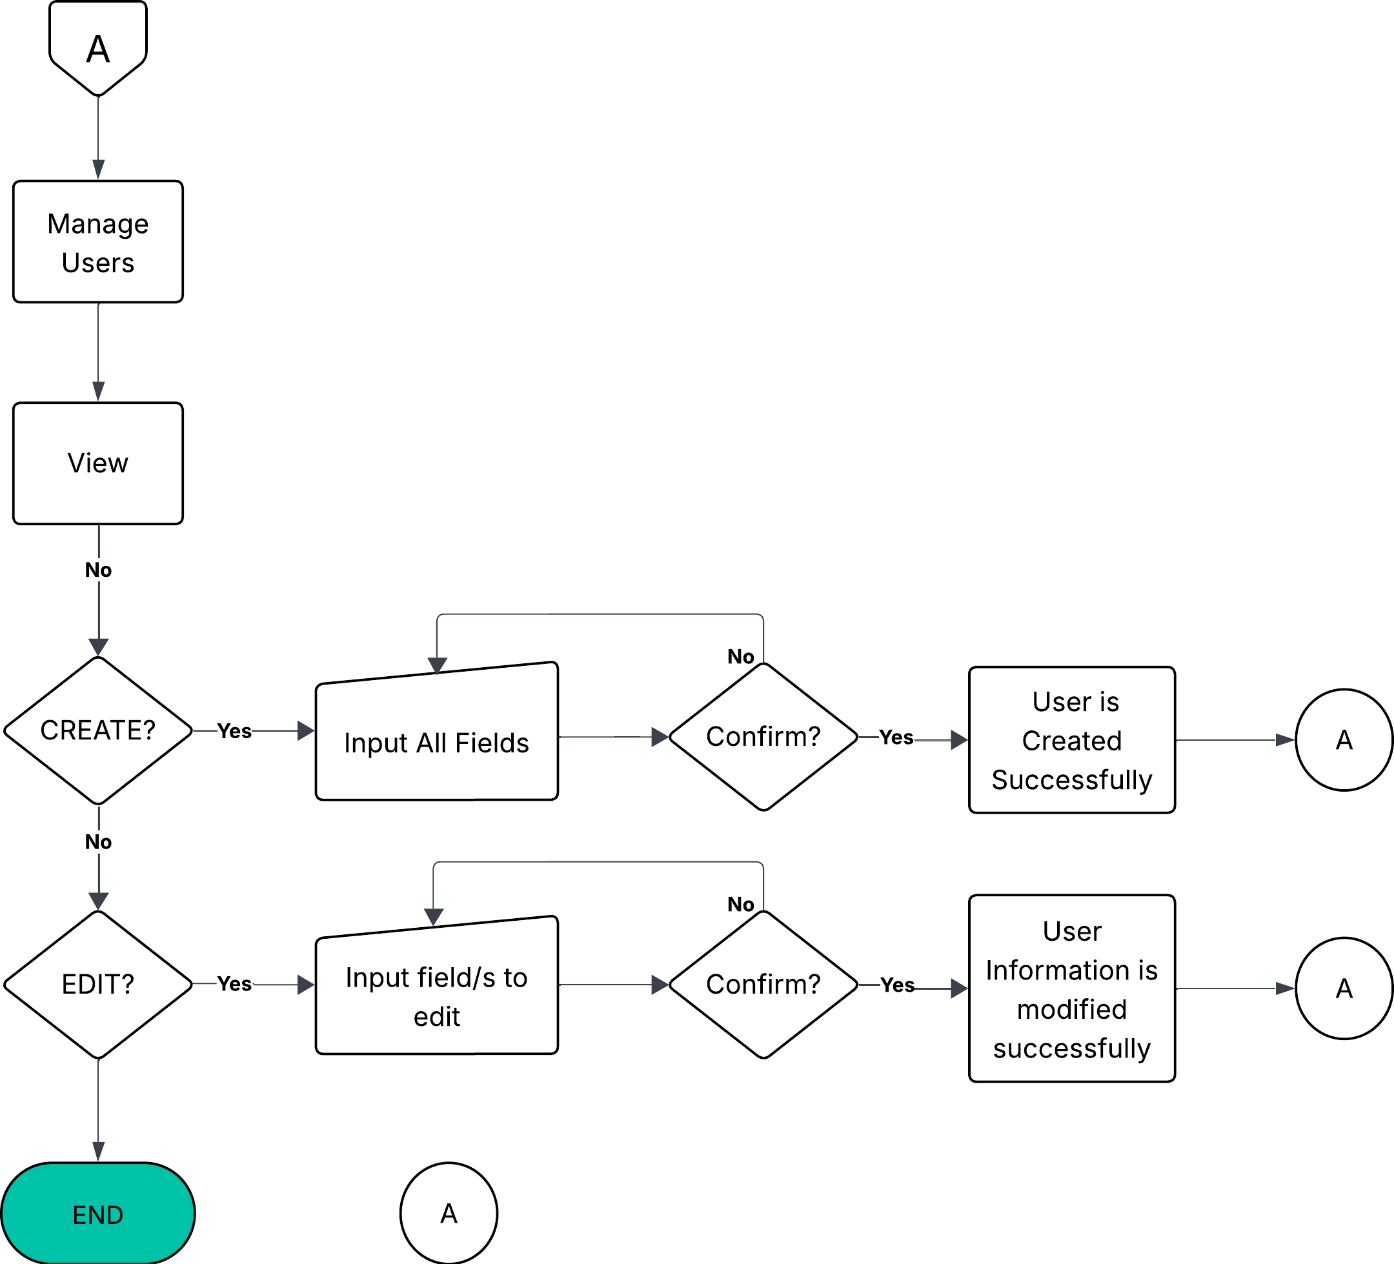 A
Manage
Users
View
No
CREATE?
Yes
Input All Fields
No
Confirm?
Yes
User is
Created
Successfully
A
No
EDIT?
Yes
Input field/s to
edit
No
Confirm?
Yes
User
Information is
modified
successfully
A
END
A